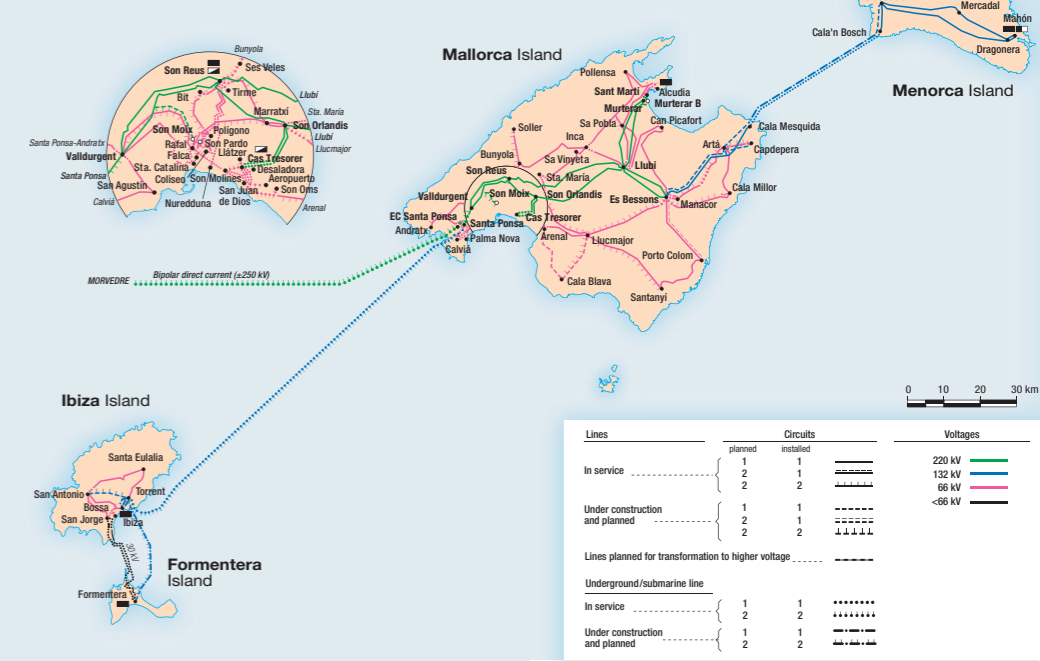 Mercadal
Mahón
Cala'n Bosch
Dragonera
Menorca Island
Mallorca Island
Pollensa
Sant Martí
Alcudia
Murterar
Murterar B
Can Picafort
Sa Pobla
Soller
Inca
Cala Mesquida
Artá
Capdepera
Bunyola
Sa Vinyeta
Llubí
Son Reus
Sta. María
Valldurgent
Son Moix
Son Orlandis
Es Bessons
Cala Millor
Manacor
EC Santa Ponsa
Santa Ponsa
Cas Tresorer
Andratx
Palma Nova
Arenal
Llucmajor
Calviá
Porto Colom
Cala Blava
Santanyí
Bunyola
Son Reus
Ses Veles
Bit
Tirme
Llubí
Marratxí
Sta. Maria
Son Moix
Polígono
Son Orlandis
Santa Ponsa-Andratx
Rafal
Son Pardo
Llubí
Falca
Llátzer
Llucmajor
Valldurgent
Cas Tresorer
Sta. Catalina
Desaladora
Santa Ponsa
Coliseo
Son Molines
Aeropuerto
San Agustín
San Juan
de Dios
Son Oms
Calviá
Nuredduna
Arenal
MORVEDRE
Bipolar direct current (±250 kV)
Ibiza Island
Santa Eulalia
San Antonio
Torrent
Bossa
San Jorge
Ibiza
30 kV
Formentera
Island
Formentera
0 10 20 30 km
Lines
Circuits
Voltages
planned installed
In service
1 1
2 1
2 2
220 kV
132 kV
66 kV
<66 kV
Under construction
and planned
1 1
2 1
2 2
Lines planned for transformation to higher voltage
Underground/submarine line
In service
1 1
2 2
Under construction
and planned
1 1
2 2